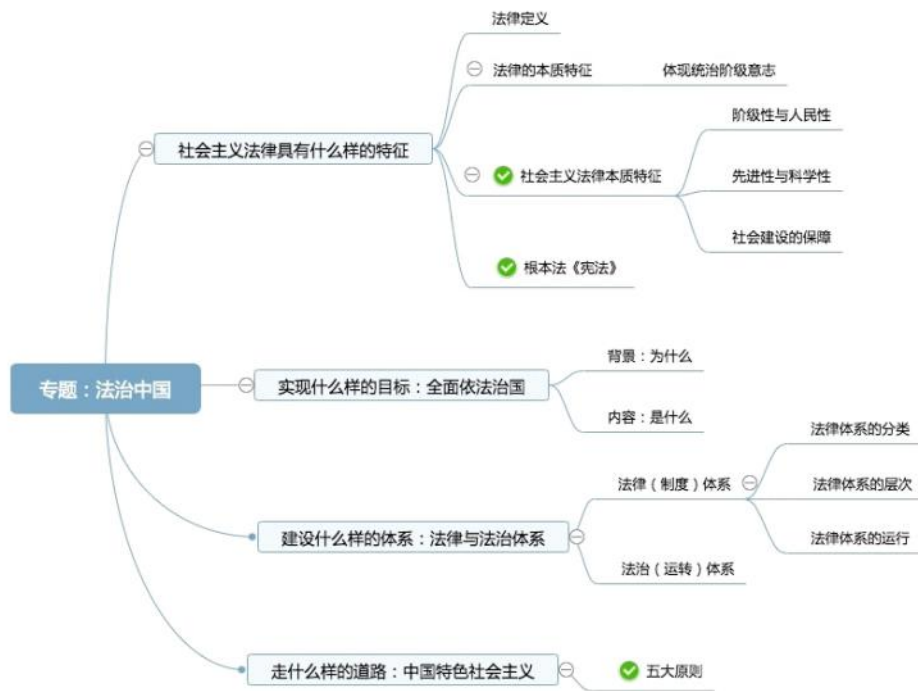 专题：法治中国
社会主义法律具有什么样的特征
法律定义
法律的本质特征
体现统治阶级意志
社会主义法律本质特征
阶级性与人民性
先进性与科学性
社会建设的保障
根本法《宪法》
实现什么样的目标：全面依法治国
背景：为什么
内容：是什么
建设什么样的体系：法律与法治体系
法律（制度）体系
法律体系的分类
法律体系的层次
法律体系的运行
法治（运转）体系
走什么样的道路：中国特色社会主义
五大原则